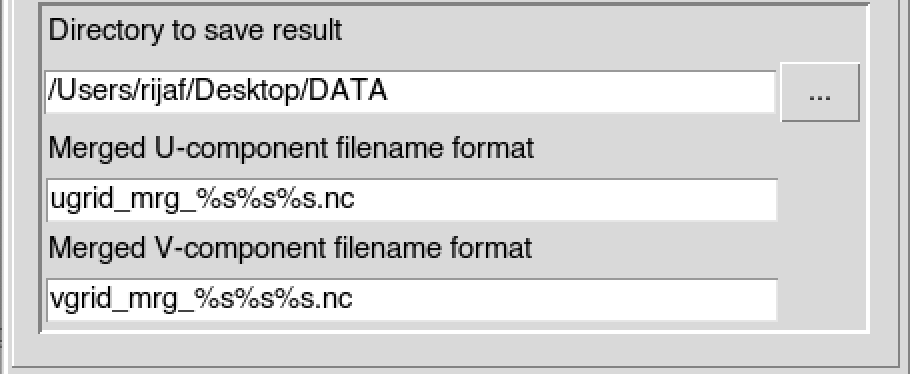 Directory to save result
/Users/rijaf/Desktop/DATA
...
Merged U-component filename format
ugrid_mrg_%s%s%s.nc
Merged V-component filename format
vgrid_mrg_%s%s%s.nc